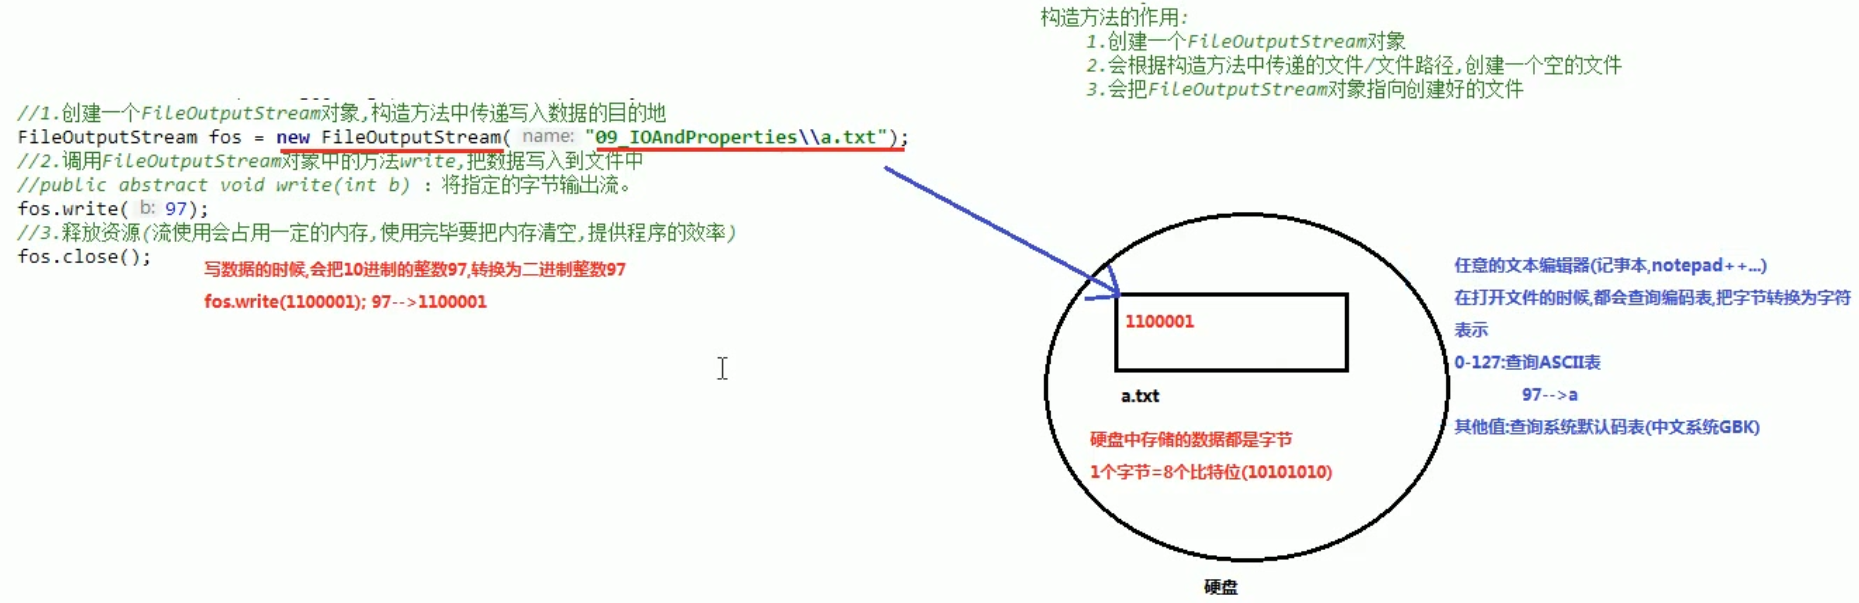 构造方法的作用:
1.创建一个FileOutputStream对象
2.会根据构造方法中传递的文件/文件路径,创建一个空的文件
3.会把FileOutputStream对象指向创建好的文件
//1.创建一个FileOutputStream对象,构造方法中传递写入数据的目的地
FileOutputStream fos = new FileOutputStream( name: "09_IOAndProperties\\a.txt");
//2.调用FileOutputStream对象中的方法write,把数据写入到文件中
//public abstract void write(int b) : 将指定的字节输出流。
fos.write( b: 97);
//3.释放资源(流使用会占用一定的内存,使用完毕要把内存清空,提供程序的效率)
fos.close();
写数据的时候,会把10进制的整数97,转换为二进制整数97
fos.write(1100001); 97-->1100001
1100001
a.txt
硬盘中存储的数据都是字节
1个字节=8个比特位(10101010)
硬盘
任意的文本编辑器(记事本,notepad++...)
在打开文件的时候,都会查询编码表,把字节转换为字符
表示
0-127:查询ASCII表
97-->a
其他值:查询系统默认码表(中文系统GBK)